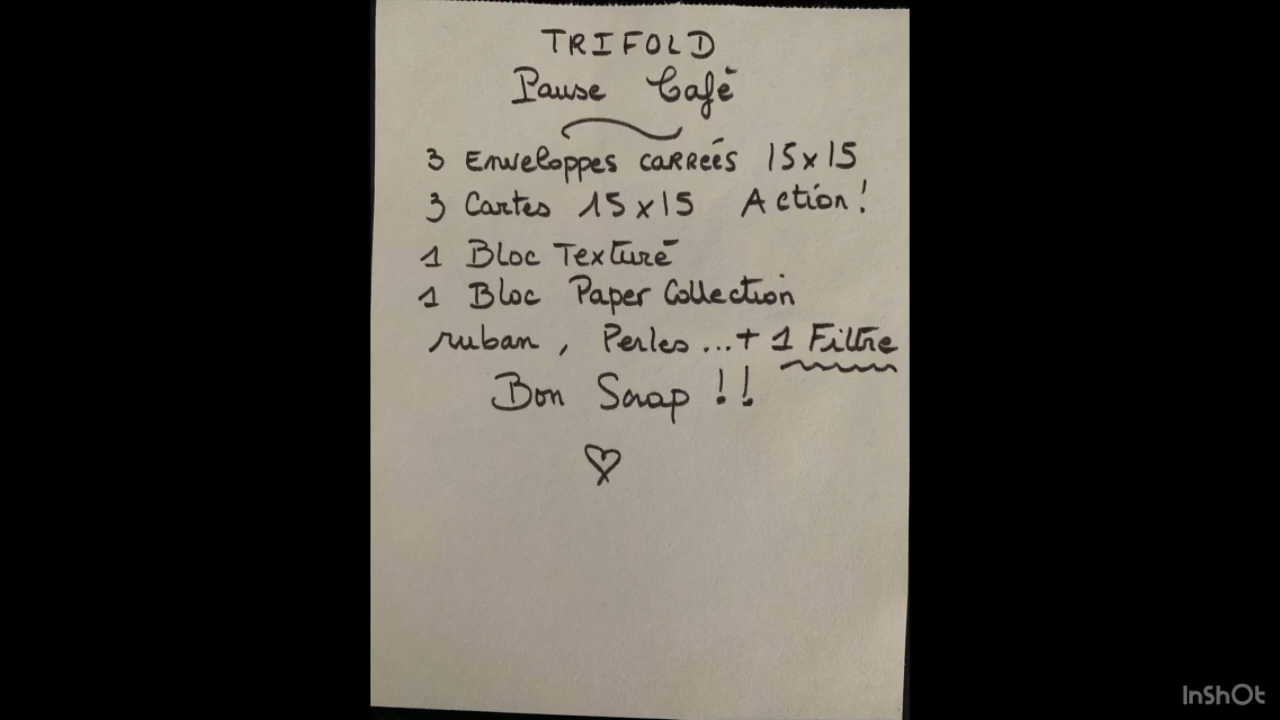 TRIFOLD
Pause Café
3 Enveloppes carrées 15x15
3 Cartes 15x15 Action!
1 Bloc Texturé
1 Bloc Paper Collection
ruban, Perles...+ 1 Filtre
Bon Scrap !!
InShOt